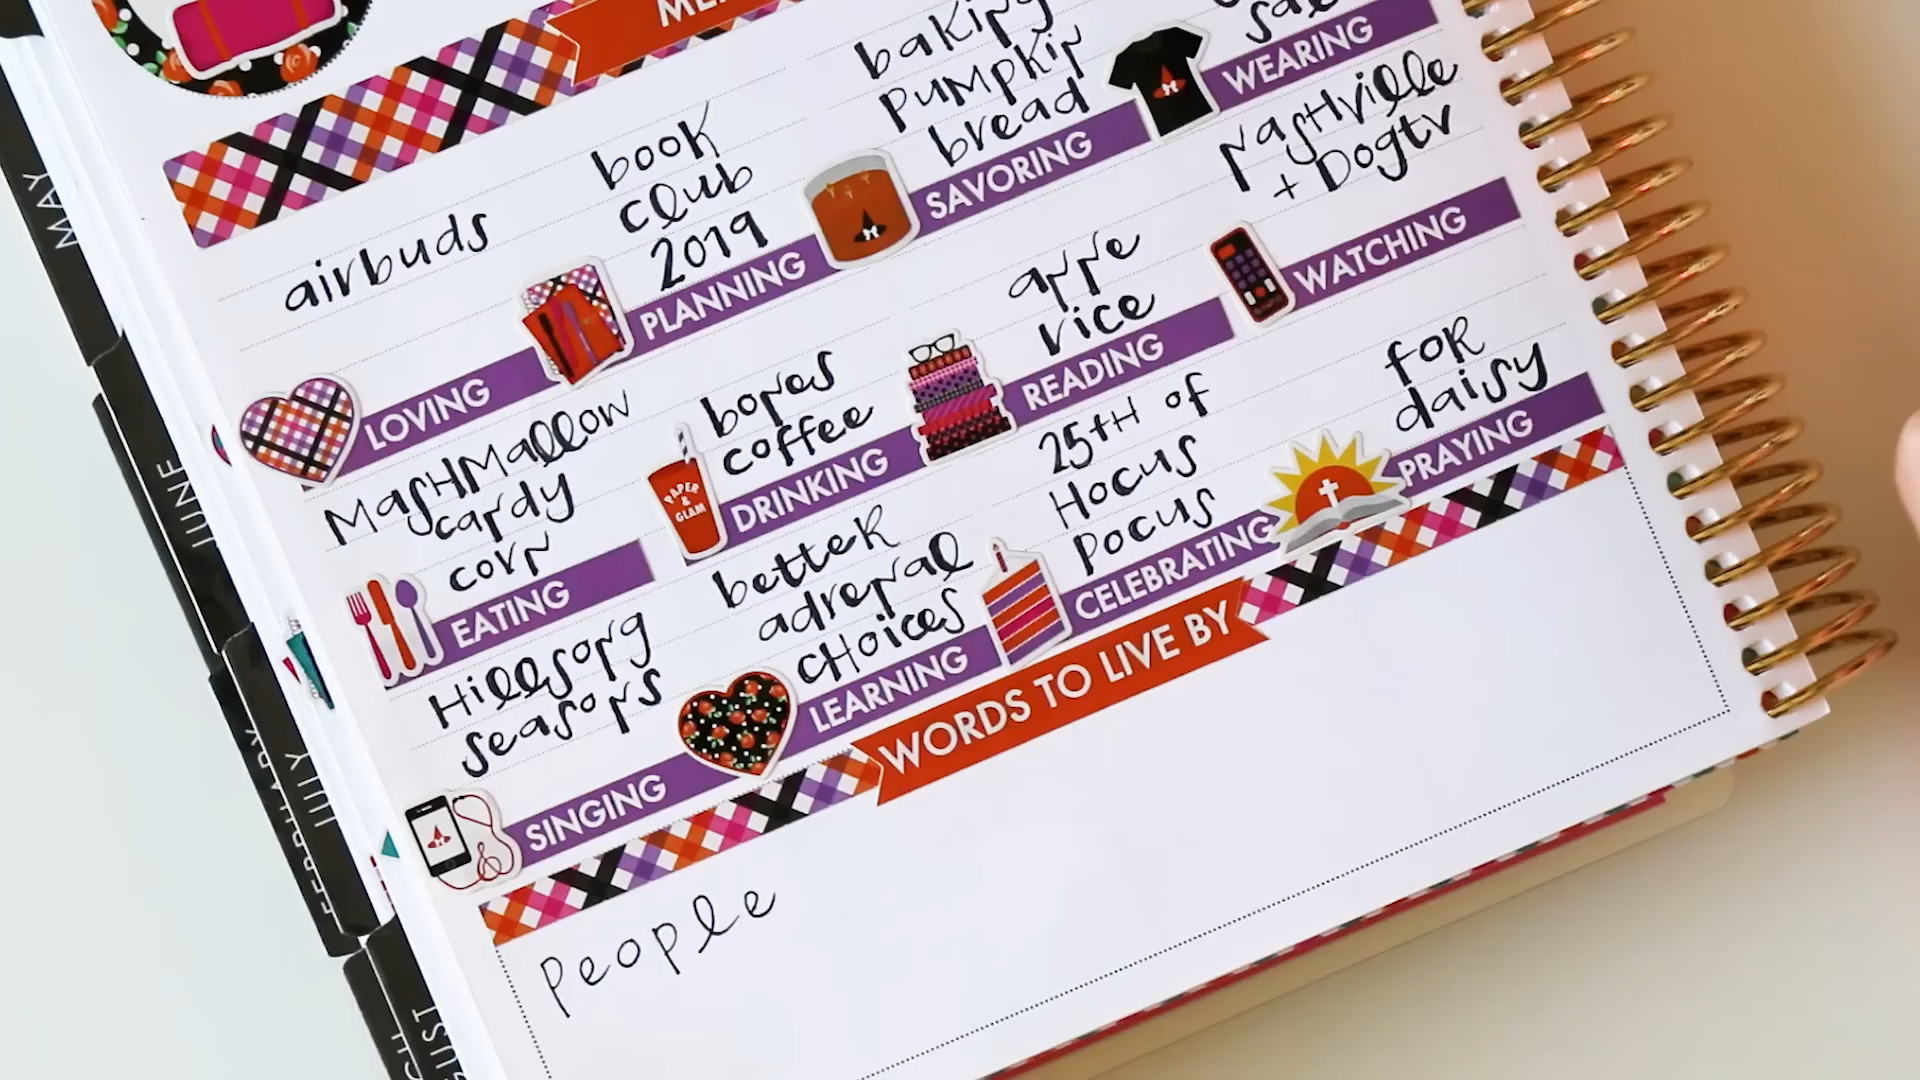 baking
pumpkin
bread
SAVORING
WEARING
airbuds
LOVING
book
club
2019
PLANNING
nashville
+ Dogtv
WATCHING
mashmallow
candy
corn
EATING
bones
coffee
DRINKING
PAPER
&
GLAM
anne
rice
READING
for
daisy
PRAYING
Hillsong
seasons
SINGING
better
adrenal
choices
LEARNING
25th of
Hocus
pocus
CELEBRATING
WORDS TO LIVE BY
people
MAY
JUNE
JULY
FEBRUARY